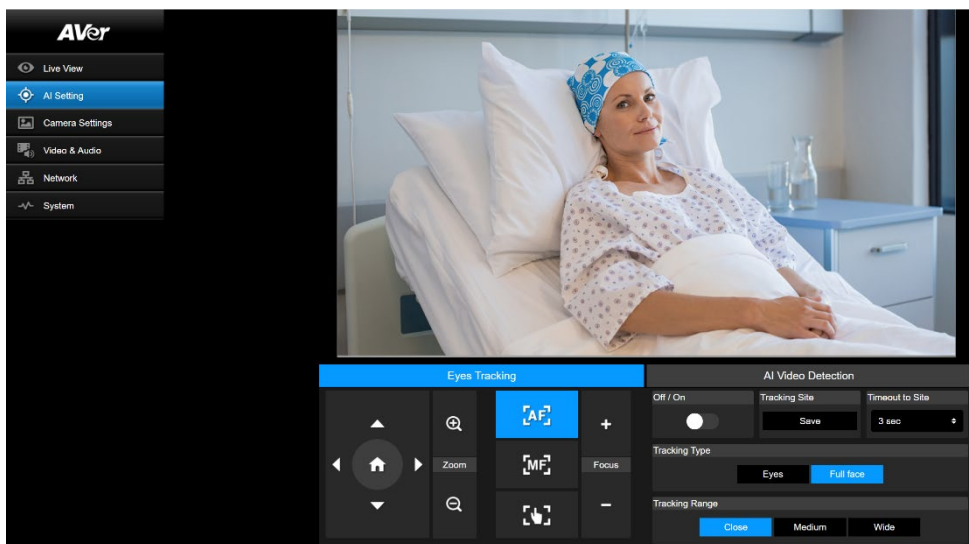 AVer
Live View
AI Setting
Camera Settings
Video & Audio
Network
System
Eyes Tracking
AI Video Detection
AF
MF
Zoom
Focus
Off / On
Tracking Site
Timeout to Site
Save
3 sec
Tracking Type
Eyes
Full face
Tracking Range
Close
Medium
Wide